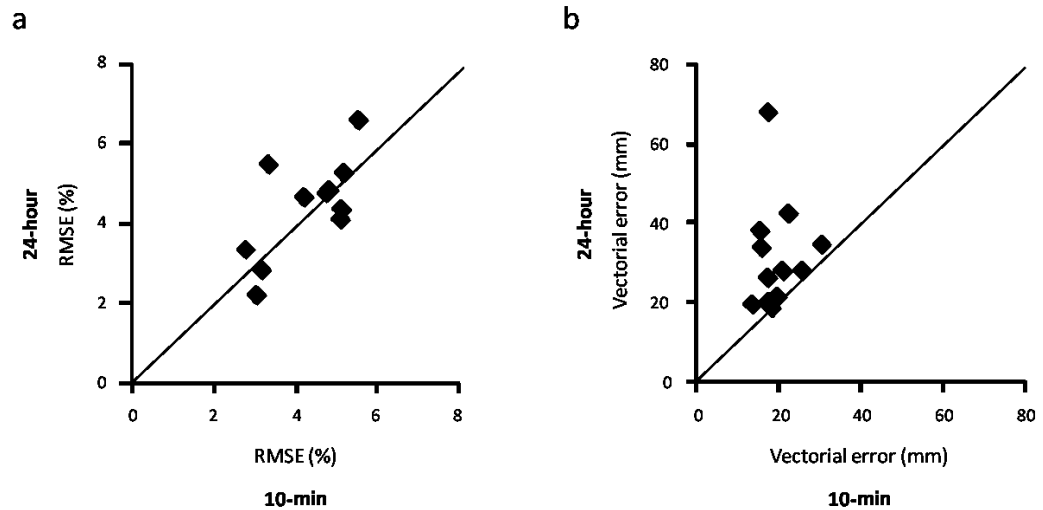 a
8
6
4
2
0
24-hour
RMSE (%)
0 2 4 6 8
RMSE (%)
10-min
b
80
60
40
20
0
24-hour
Vectorial error (mm)
0 20 40 60 80
Vectorial error (mm)
10-min